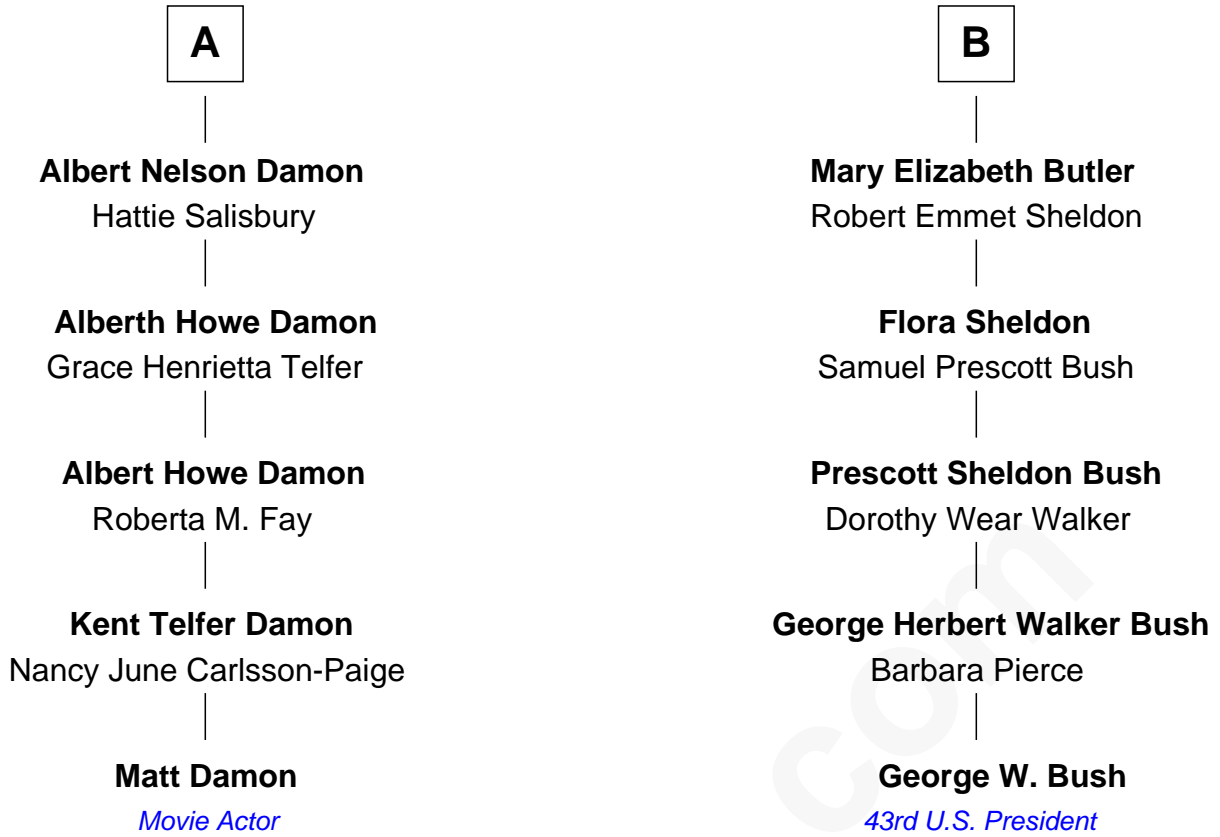 A
Albert Nelson Damon
Hattie Salisbury
Alberth Howe Damon
Grace Henrietta Telfer
Albert Howe Damon
Roberta M. Fay
Kent Telfer Damon
Nancy June Carlsson-Paige
Matt Damon
Movie Actor
B
Mary Elizabeth Butler
Robert Emmet Sheldon
Flora Sheldon
Samuel Prescott Bush
Prescott Sheldon Bush
Dorothy Wear Walker
George Herbert Walker Bush
Barbara Pierce
George W. Bush
43rd U.S. President
com